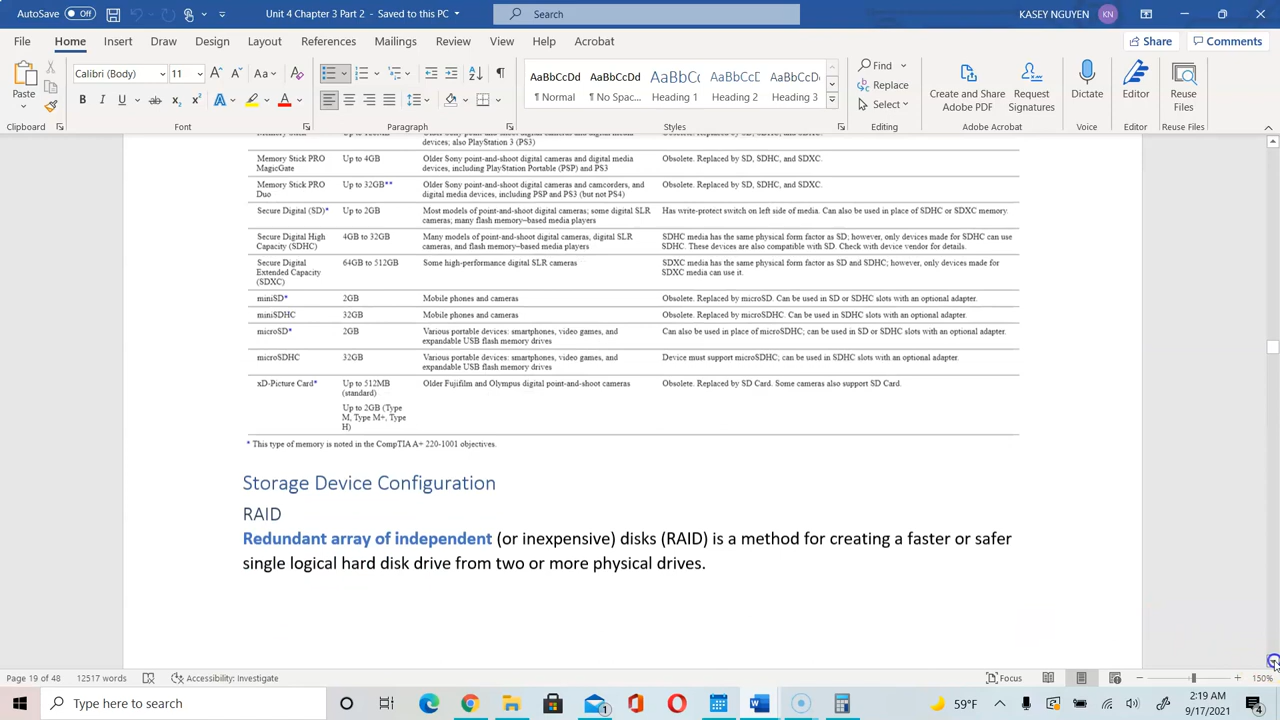 AutoSave Off
Search
KASEY NGUYEN KN
File Home Insert Draw Design Layout References Mailings Review View Help Acrobat Share Comments
Paste
Calibri (Body) 11
AaBbCcDd AaBbCcDd AaBbC AaBbCcC AaBbCcD
¶ Normal ¶ No Spac... Heading 1 Heading 2 Heading 3
Find
Replace
Select
Create and Share Adobe PDF
Request Signatures
Dictate
Editor
Reuse Files
Clipboard Font Paragraph Styles Editing Adobe Acrobat Voice Editor Reuse Files
devices; also PlayStation 3 (PS3)
Memory Stick PRO Up to 4GB Older Sony point-and-shoot digital cameras and digital media Obsolete. Replaced by SD, SDHC, and SDXC.
MagicGate devices, including PlayStation Portable (PSP) and PS3
Memory Stick PRO Up to 32GB** Older Sony point-and-shoot digital cameras and camcorders, and Obsolete. Replaced by SD, SDHC, and SDXC.
Duo digital media devices, including PSP and PS3 (but not PS4)
Secure Digital (SD)* Up to 2GB Most models of point-and-shoot digital cameras; some digital SLR Has write-protect switch on left side of media. Can also be used in place of SDHC or SDXC memory.
cameras; many flash memory–based media players
Secure Digital High 4GB to 32GB Many models of point-and-shoot digital cameras, digital SLR SDHC media has the same physical form factor as SD; however, only devices made for SDHC can use
Capacity (SDHC) cameras, and flash memory–based media players SDHC. These devices are also compatible with SD. Check with device vendor for details.
Secure Digital 64GB to 512GB Some high-performance digital SLR cameras SDXC media has the same physical form factor as SD and SDHC; however, only devices made for
Extended Capacity SDXC media can use it.
(SDXC)
miniSD* 2GB Mobile phones and cameras Obsolete. Replaced by microSD. Can be used in SD or SDHC slots with an optional adapter.
miniSDHC 32GB Mobile phones and cameras Obsolete. Replaced by microSDHC. Can be used in SDHC slots with an optional adapter.
microSD* 2GB Various portable devices: smartphones, video games, and Can also be used in place of microSDHC; can be used in SD or SDHC slots with an optional adapter.
expandable USB flash memory drives
microSDHC 32GB Various portable devices: smartphones, video games, and Device must support microSDHC; can be used in SDHC slots with an optional adapter.
expandable USB flash memory drives
xD-Picture Card* Up to 512MB Older Fujifilm and Olympus digital point-and-shoot cameras Obsolete. Replaced by SD Card. Some cameras also support SD Card.
(standard)
Up to 2GB (Type
M, Type M+, Type
H)
* This type of memory is noted in the CompTIA A+ 220-1001 objectives.
Storage Device Configuration
RAID
Redundant array of independent (or inexpensive) disks (RAID) is a method for creating a faster or safer
single logical hard disk drive from two or more physical drives.
Page 19 of 48 12517 words Accessibility: Investigate Focus 150%
Type here to search 59°F 2:19 AM
9/17/2021